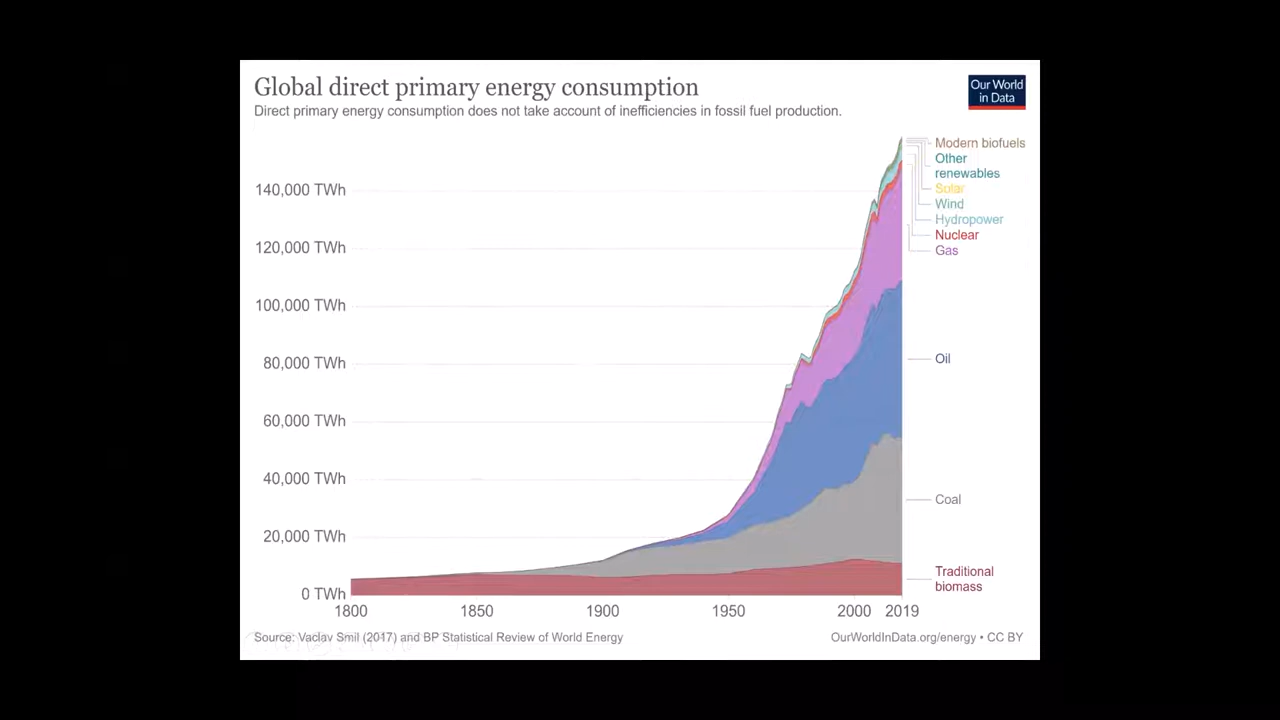 Global direct primary energy consumption
Our World
in Data
Direct primary energy consumption does not take account of inefficiencies in fossil fuel production.
Modern biofuels
Other
renewables
Solar
Wind
Hydropower
Nuclear
Gas
Oil
Coal
Traditional
biomass
140,000 TWh
120,000 TWh
100,000 TWh
80,000 TWh
60,000 TWh
40,000 TWh
20,000 TWh
0 TWh
1800 1850 1900 1950 2000 2019
Source: Vaclav Smil (2017) and BP Statistical Review of World Energy
OurWorldInData.org/energy • CC BY